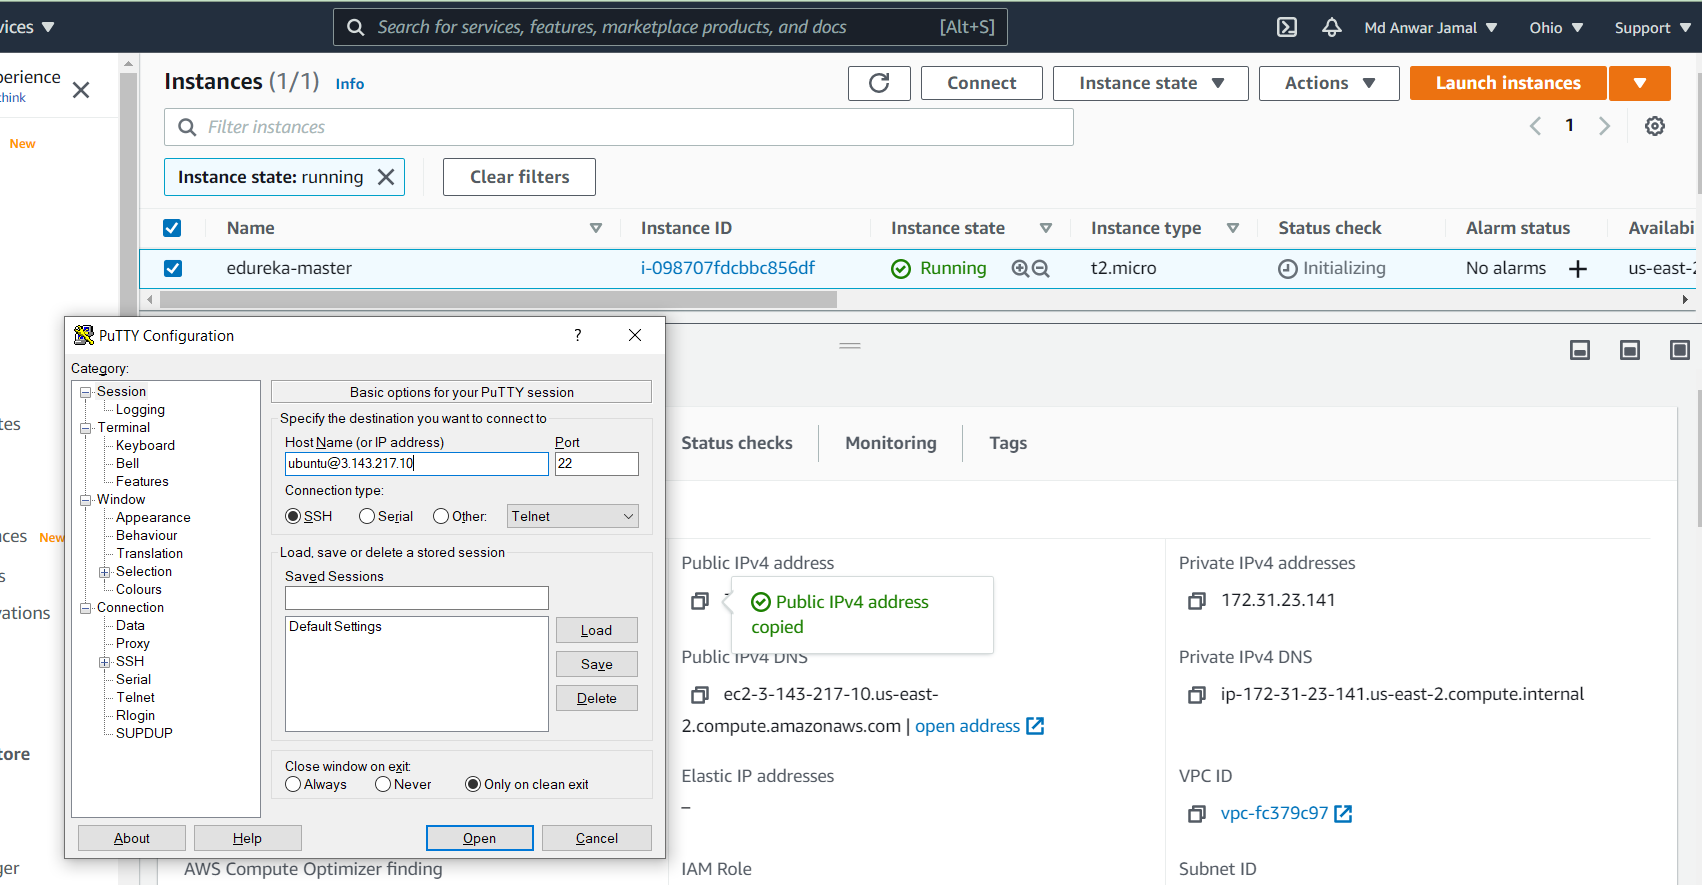 vices
Search for services, features, marketplace products, and docs [Alt+S]
Md Anwar Jamal
Ohio
Support
perience
think
New
Instances (1/1) Info
Connect
Instance state
Actions
Launch instances
Filter instances
1
Instance state: running
Clear filters
Name Instance ID Instance state Instance type Status check Alarm status Availabi
edureka-master i-098707fdcbbc856df Running t2.micro Initializing No alarms + us-east-2
PuTTY Configuration ?
Category:
Session
Logging
Terminal
Keyboard
Bell
Features
Window
Appearance
Behaviour
Translation
Selection
Colours
Connection
Data
Proxy
SSH
Serial
Telnet
Rlogin
SUPDUP
Basic options for your PuTTY session
Specify the destination you want to connect to
Host Name (or IP address) Port
ubuntu@3.143.217.10 22
Connection type:
SSH Serial Other: Telnet
Load, save or delete a stored session
Saved Sessions
Default Settings
Load
Save
Delete
Close window on exit:
Always Never Only on clean exit
About Help Open Cancel
tes
nces New
s
vations
tore
ger
Status checks Monitoring Tags
Public IPv4 address
Public IPv4 address
copied
Public IPv4 DNS
ec2-3-143-217-10.us-east-
2.compute.amazonaws.com | open address
Elastic IP addresses
–
IAM Role
Private IPv4 addresses
172.31.23.141
Private IPv4 DNS
ip-172-31-23-141.us-east-2.compute.internal
VPC ID
vpc-fc379c97
Subnet ID
AWS Compute Optimizer finding